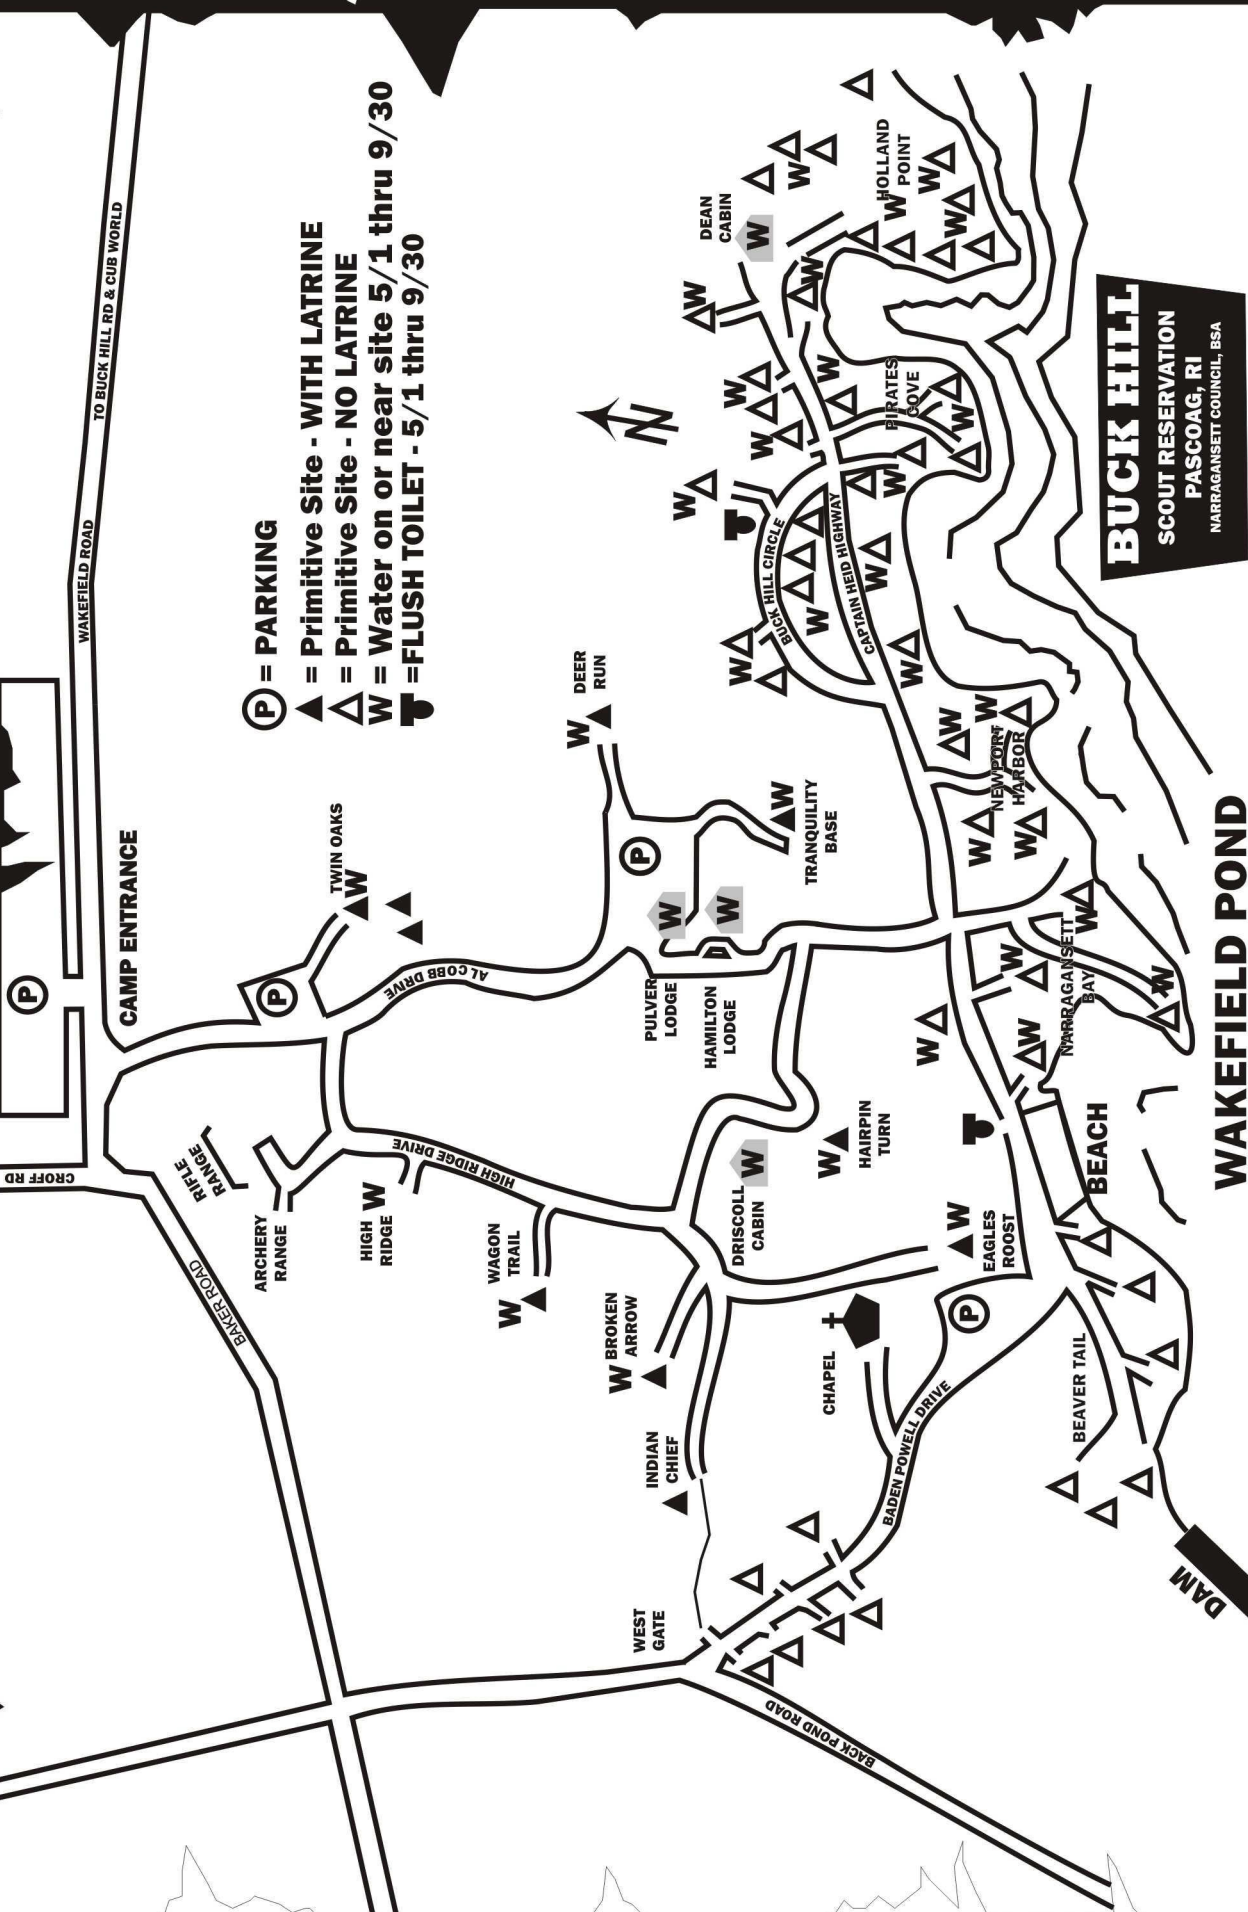 WAKEFIELD ROAD
TO BUCK HILL RD & CUB WORLD
P
CROFF RD
CAMP ENTRANCE
P = PARKING
= Primitive Site - WITH LATRINE
= Primitive Site - NO LATRINE
W = Water on or near site 5/1 thru 9/30
=FLUSH TOILET - 5/1 thru 9/30
BAKER ROAD
RIFLE
RANGE
ARCHERY
RANGE
HIGH
RIDGE
W
HIGH RIDGE DRIVE
P
TWIN OAKS
W
AL COBB DRIVE
WAGON
TRAIL
W
BROKEN
ARROW
W
INDIAN
CHIEF
WEST
GATE
BACK POND ROAD
DEER
RUN
W
P
PULVER
LODGE
W
HAMILTON
LODGE
W
TRANQUILITY
BASE
W
N
DRISCOLL
CABIN
W
HAIRPIN
TURN
W
CHAPEL
BADEN POWELL DRIVE
P
EAGLES
ROOST
W
BEAVER TAIL
DAM
BEACH
W
W
NARRAGANSETT
BAY
W
W
W
NEWPORT
HARBOR
W
W
W
W
BUCK HILL CIRCLE
CAPTAIN HEID HIGHWAY
W
W
W
W
W
W
W
W
W
W
PIRATES
COVE
W
W
W
DEAN
CABIN
W
W
HOLLAND
POINT
W
W
W
W
WAKEFIELD POND
BUCK HILL
SCOUT RESERVATION
PASCOAG, RI
NARRAGANSETT COUNCIL, BSA